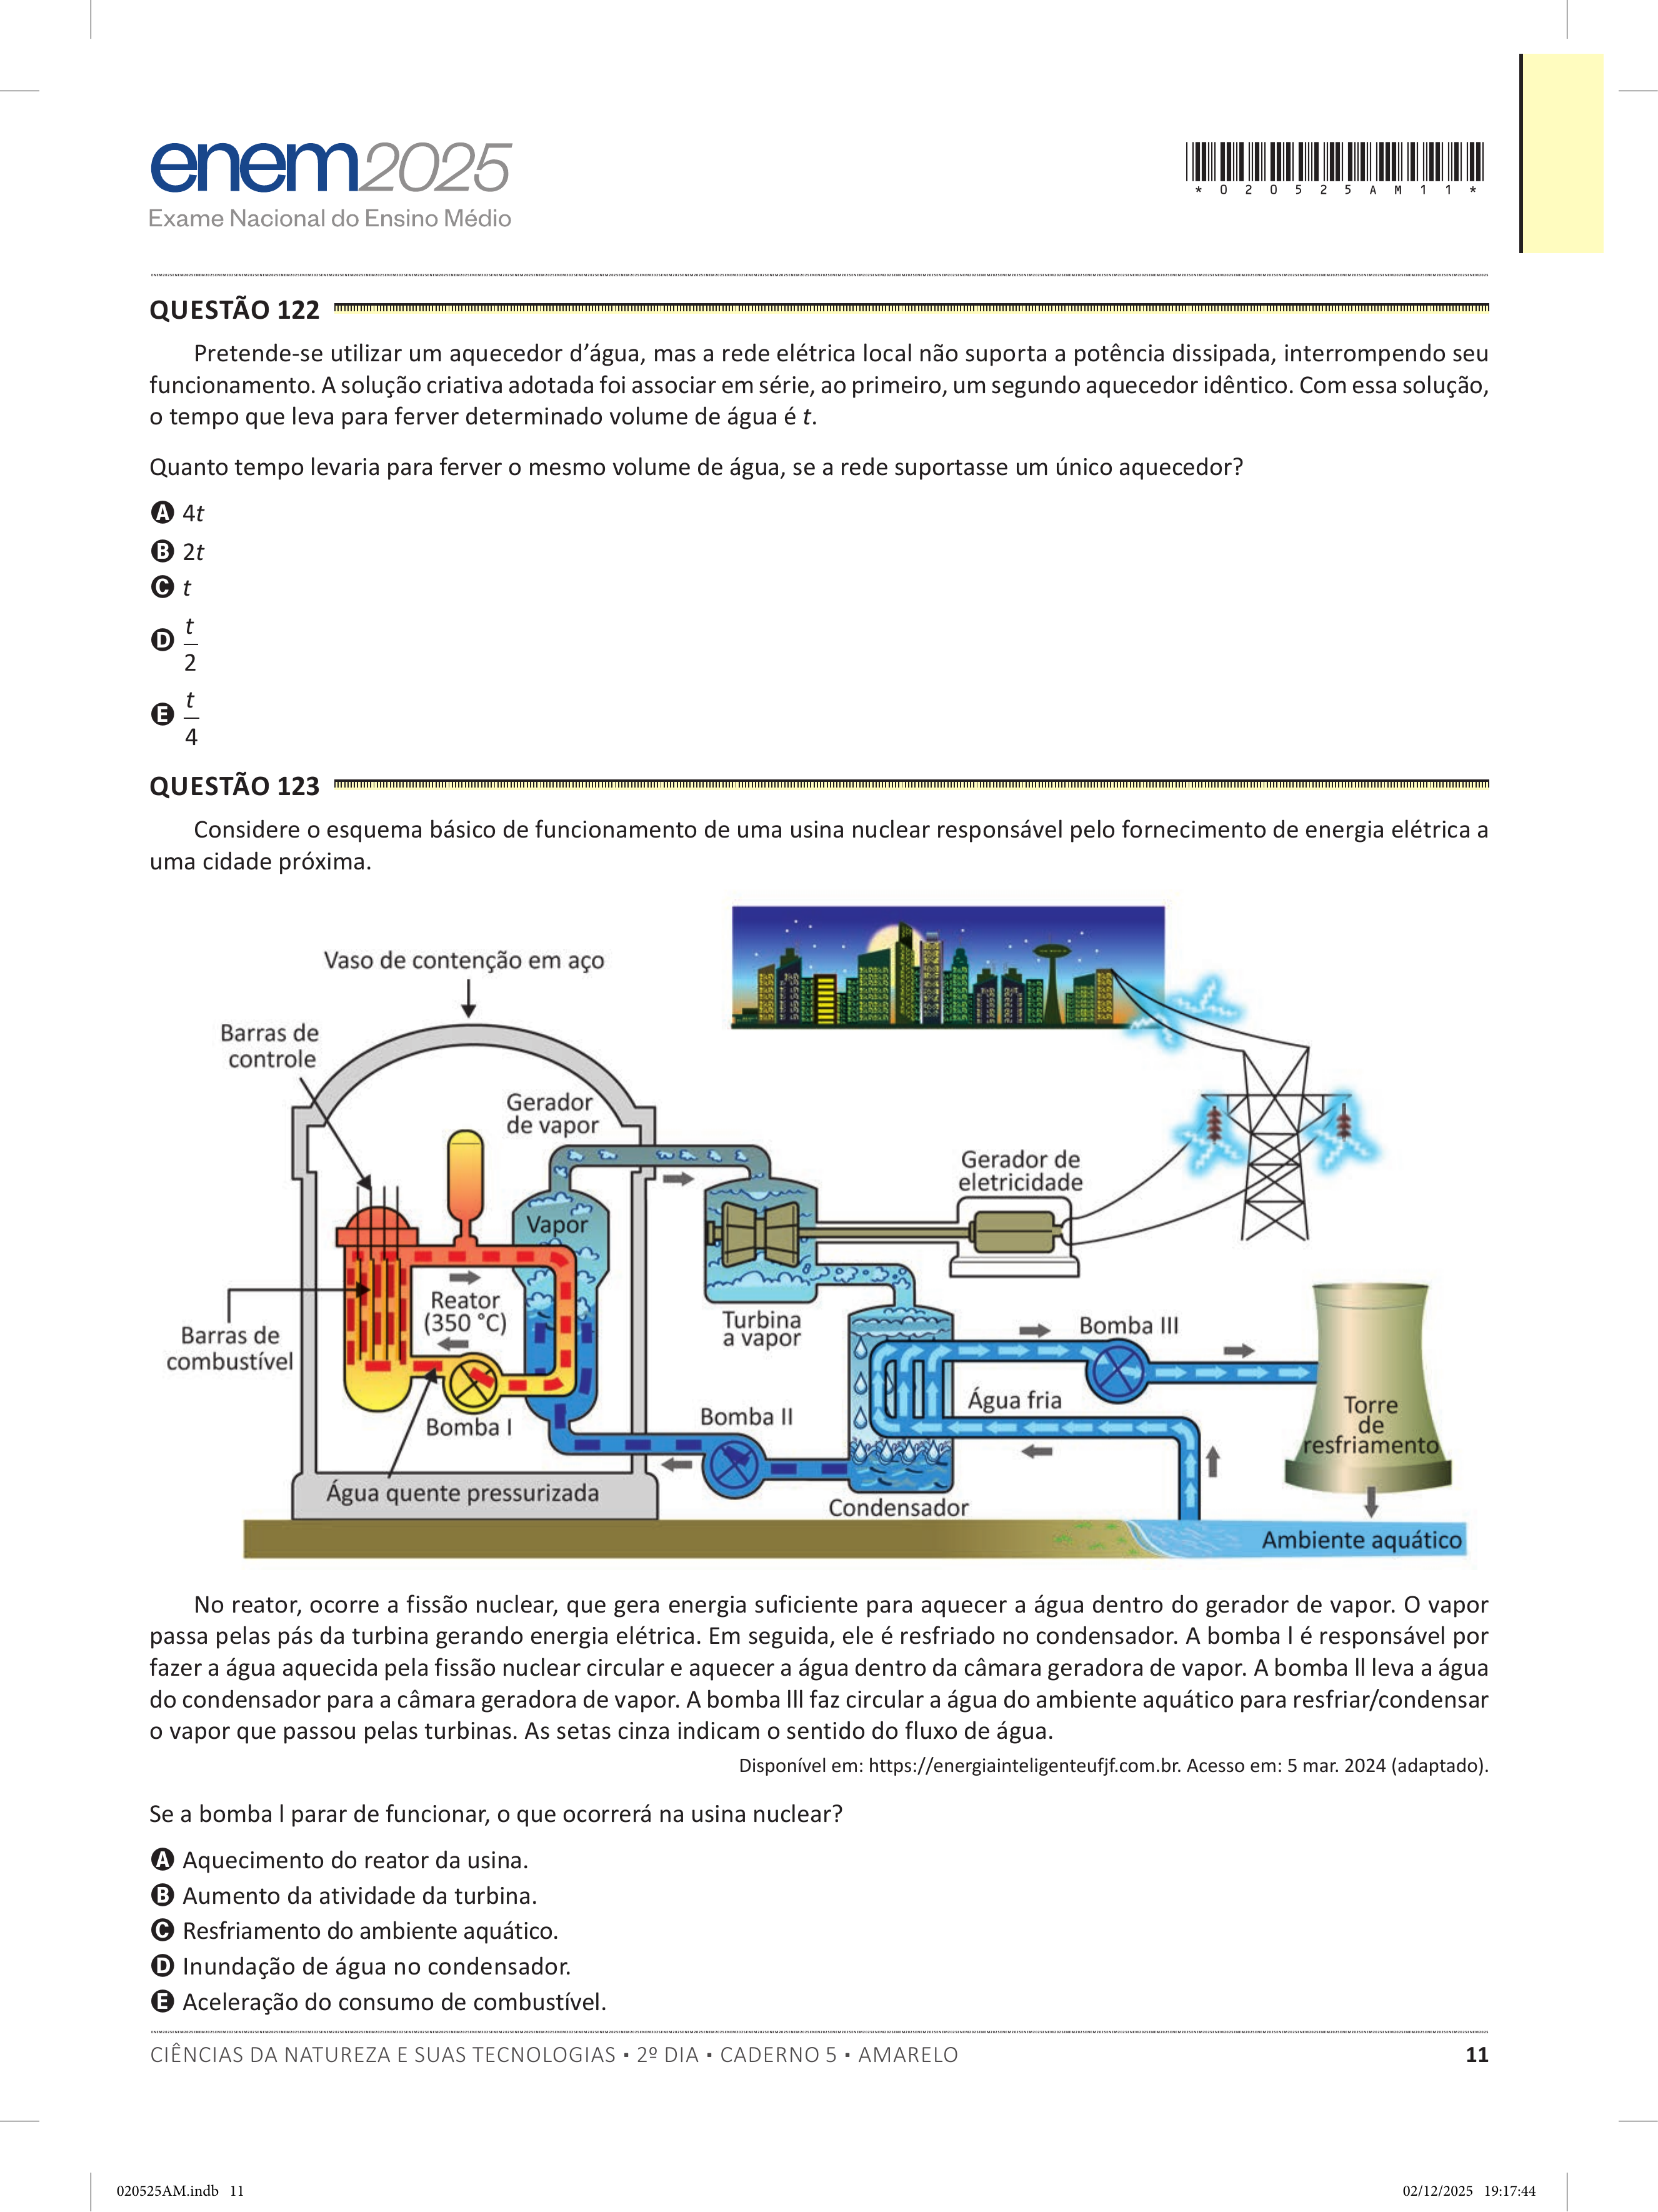 enem2025
Exame Nacional do Ensino Médio
*020525AM11*
QUESTÃO 122
Pretende-se utilizar um aquecedor d’água, mas a rede elétrica local não suporta a potência dissipada, interrompendo seu
funcionamento. A solução criativa adotada foi associar em série, ao primeiro, um segundo aquecedor idêntico. Com essa solução,
o tempo que leva para ferver determinado volume de água é t.
Quanto tempo levaria para ferver o mesmo volume de água, se a rede suportasse um único aquecedor?
A 4t
B 2t
C t
D t/2
E t/4
QUESTÃO 123
Considere o esquema básico de funcionamento de uma usina nuclear responsável pelo fornecimento de energia elétrica a
uma cidade próxima.
Vaso de contenção em aço
Barras de
controle
Gerador
de vapor
Vapor
Gerador de
eletricidade
Reator
(350 °C)
Barras de
combustível
Turbina
a vapor
Bomba III
Água fria
Torre
de
resfriamento
Bomba I
Bomba II
Água quente pressurizada
Condensador
Ambiente aquático
No reator, ocorre a fissão nuclear, que gera energia suficiente para aquecer a água dentro do gerador de vapor. O vapor
passa pelas pás da turbina gerando energia elétrica. Em seguida, ele é resfriado no condensador. A bomba l é responsável por
fazer a água aquecida pela fissão nuclear circular e aquecer a água dentro da câmara geradora de vapor. A bomba ll leva a água
do condensador para a câmara geradora de vapor. A bomba lll faz circular a água do ambiente aquático para resfriar/condensar
o vapor que passou pelas turbinas. As setas cinza indicam o sentido do fluxo de água.
Disponível em: https://energiainteligenteufjf.com.br. Acesso em: 5 mar. 2024 (adaptado).
Se a bomba l parar de funcionar, o que ocorrerá na usina nuclear?
A Aquecimento do reator da usina.
B Aumento da atividade da turbina.
C Resfriamento do ambiente aquático.
D Inundação de água no condensador.
E Aceleração do consumo de combustível.
CIÊNCIAS DA NATUREZA E SUAS TECNOLOGIAS ▪ 2º DIA ▪ CADERNO 5 ▪ AMARELO
11
020525AM.indb 11
02/12/2025 19:17:44